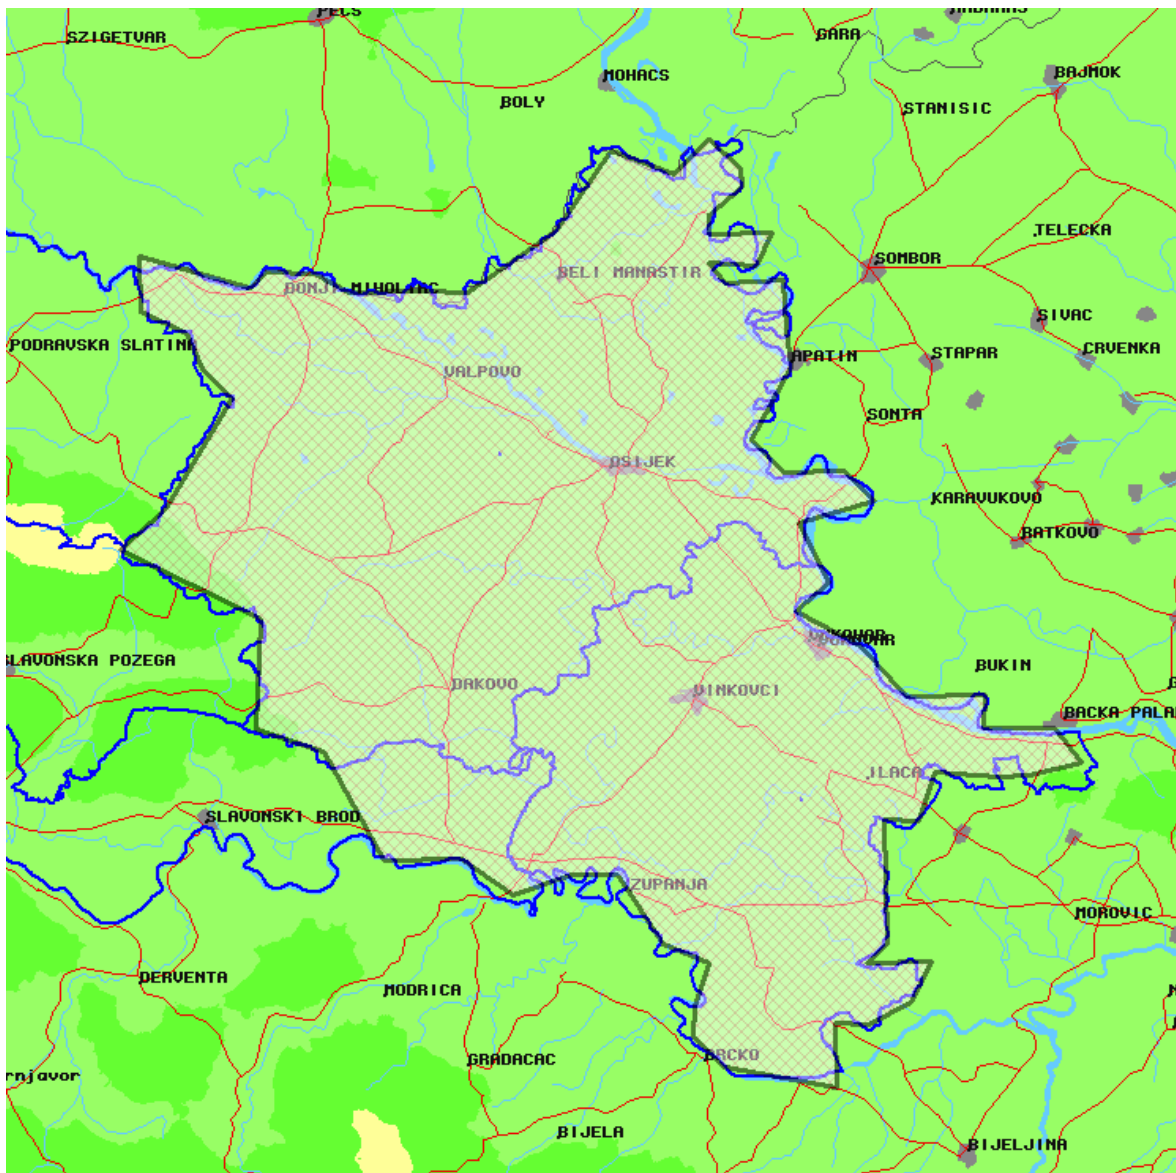 PECS
SZIGETVAR
GARA
MOHACS
BAJMOK
BOLY
STANISIC
TELECKA
SOMBOR
BELI MANASTIR
DONJI MIHOLJAC
SIVAC
PODRAVSKA SLATINA
APATIN
STAPAR
CRVENKA
VALPOVO
SONTA
OSIJEK
KARAVUKOVO
RATKOVO
VUKOVAR
SLAVONSKA POZEGA
BUKIN
DAKOVO
VINKOVCI
BACKA PALA
ILACA
SLAVONSKI BROD
ZUPANJA
MOROVIC
DERVENTA
MODRICA
GRADACAC
BRCKO
rnjavor
BIJELA
BIJELJINA